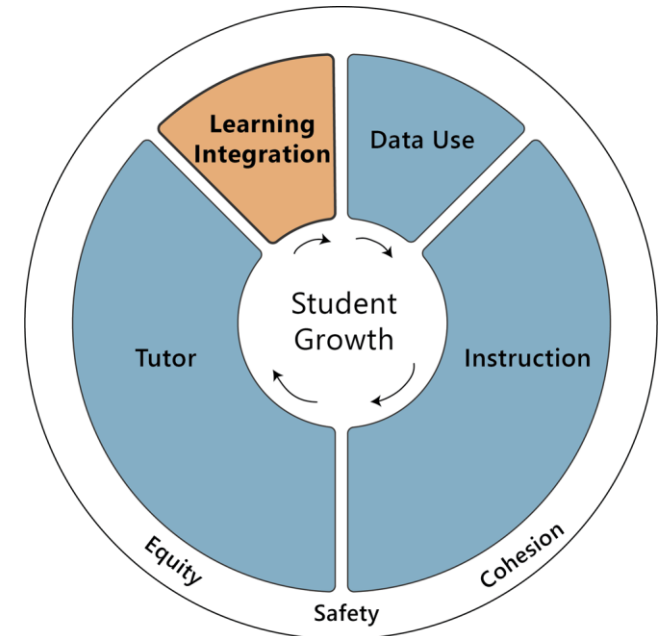 Learning
Integration
Data Use
Student
Growth
Tutor
Instruction
Equity
Safety
Cohesion